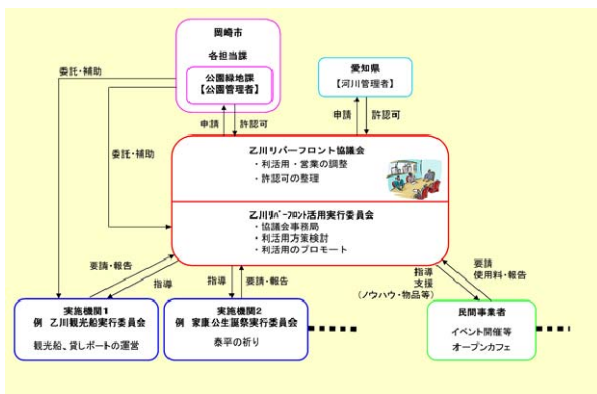 岡崎市
各担当課
公園緑地課
【公園管理者】
愛知県
【河川管理者】
委託・補助
申請
許認可
申請
許認可
委託・補助
乙川リバーフロント協議会
・利活用・営業の調整
・許認可の整理
乙川ﾘﾊﾞｰﾌﾛﾝﾄ活用実行委員会
・協議会事務局
・利活用方策検討
・利活用のプロモート
要請・報告
指導
指導
要請・報告
指導
支援
(ノウハウ・物品等)
要請
使用料・報告
実施機関1
例 乙川観光船実行委員会
観光船、貸しボートの運営
実施機関2
例 家康公生誕祭実行委員会
泰平の祈り
民間事業者
イベント開催等
オープンカフェ